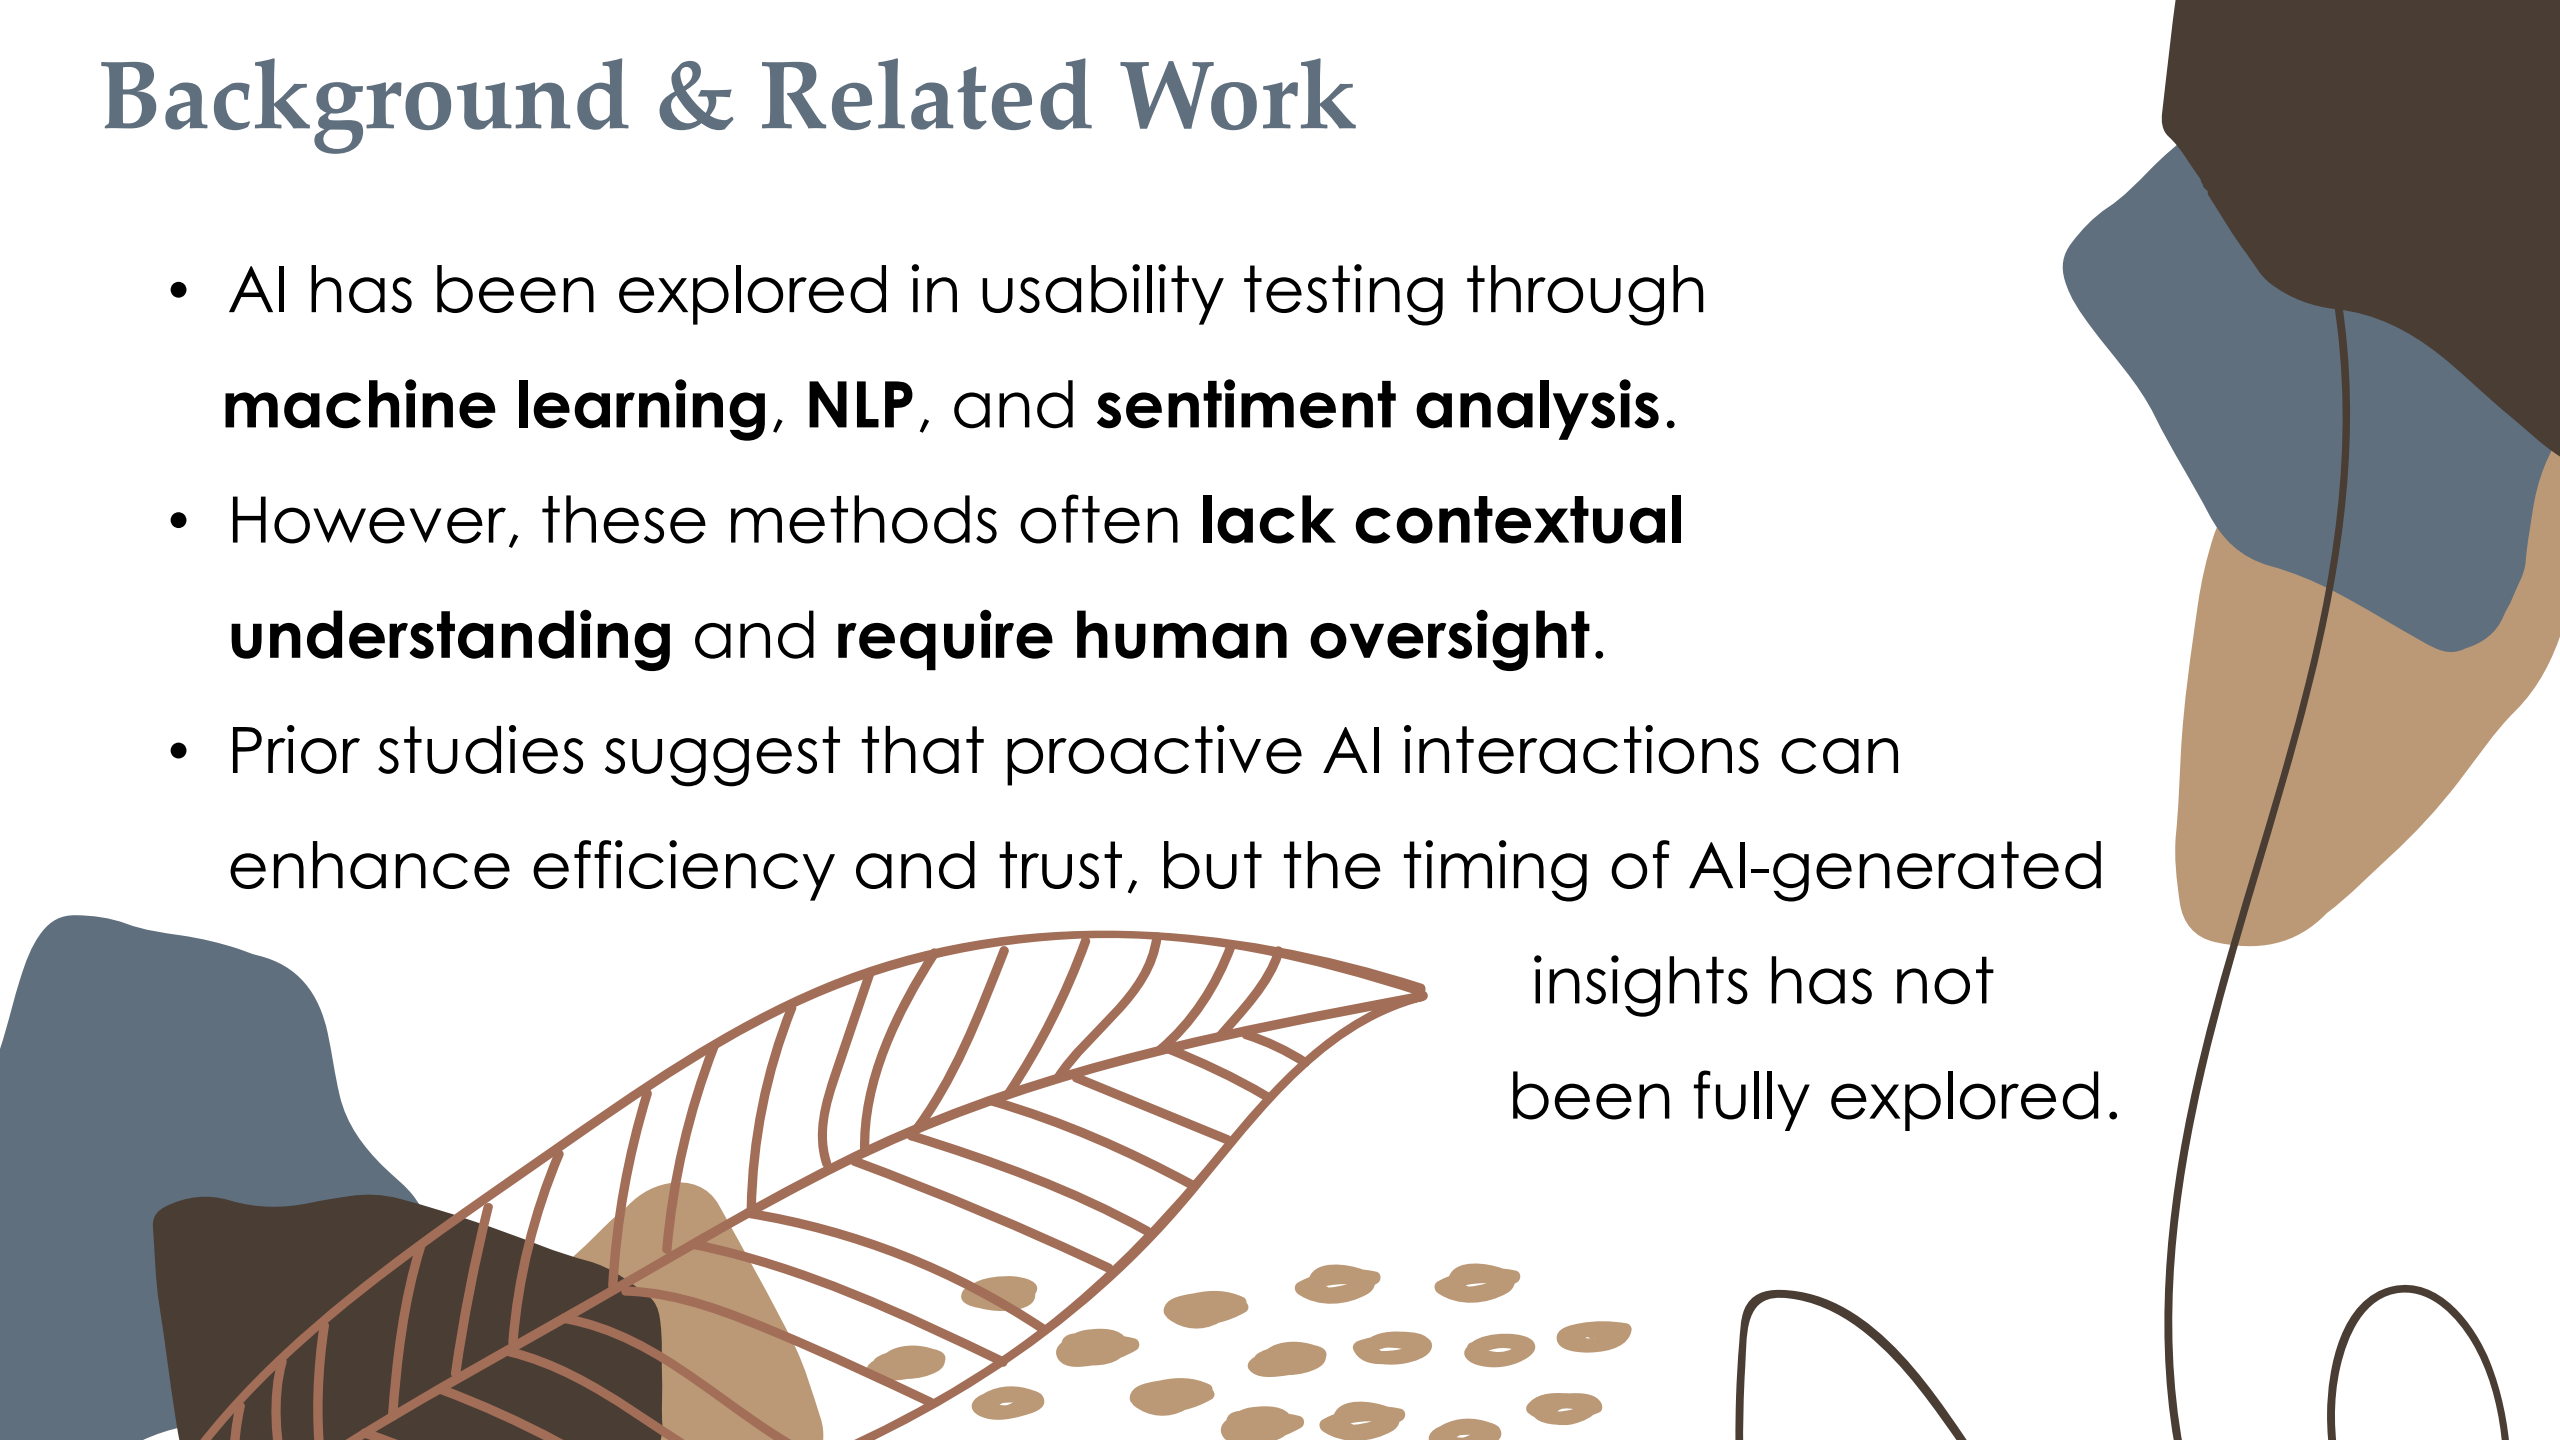 Background & Related Work
• AI has been explored in usability testing through
machine learning, NLP, and sentiment analysis.
• However, these methods often lack contextual
understanding and require human oversight.
• Prior studies suggest that proactive AI interactions can
enhance efficiency and trust, but the timing of AI-generated
insights has not
been fully explored.